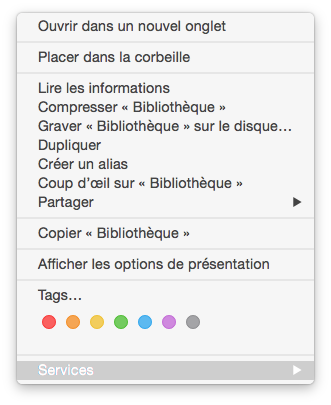 Ouvrir dans un nouvel onglet
Placer dans la corbeille
Lire les informations
Compresser « Bibliothèque »
Graver « Bibliothèque » sur le disque…
Dupliquer
Créer un alias
Coup d’œil sur « Bibliothèque »
Partager
Copier « Bibliothèque »
Afficher les options de présentation
Tags…
Services